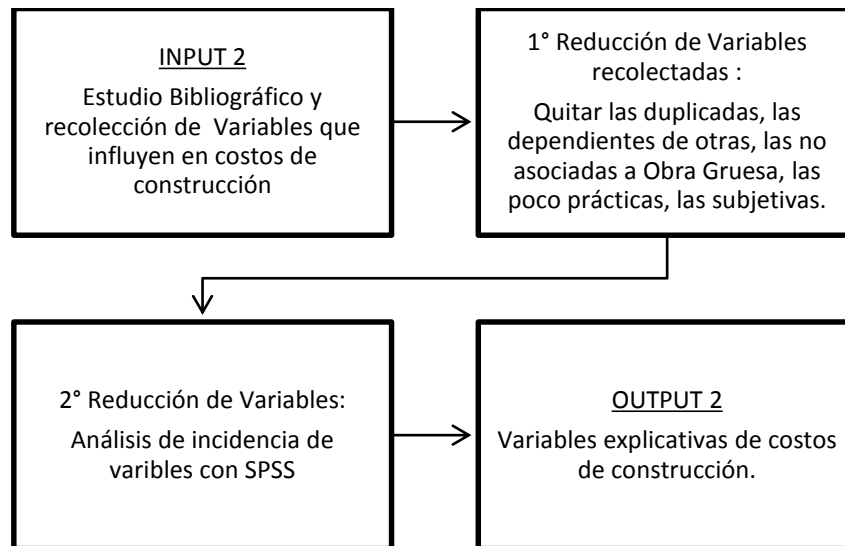 INPUT 2
Estudio Bibliográfico y
recolección de Variables que
influyen en costos de
construcción
1° Reducción de Variables
recolectadas :
Quitar las duplicadas, las
dependientes de otras, las no
asociadas a Obra Gruesa, las
poco prácticas, las subjetivas.
2° Reducción de Variables:
Análisis de incidencia de
varibles con SPSS
OUTPUT 2
Variables explicativas de costos
de construcción.